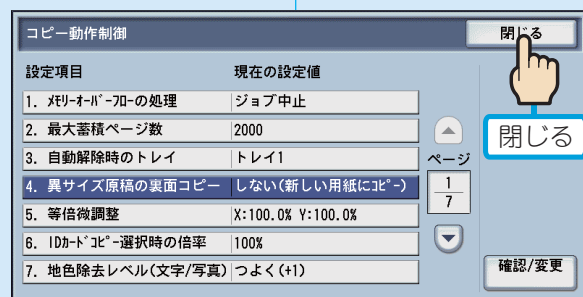 コピー動作制御
閉じる
設定項目 現在の設定値
1. ﾒﾓﾘｰｵｰﾊﾞｰﾌﾛｰの処理 ジョブ中止
2. 最大蓄積ページ数 2000
3. 自動解除時のトレイ トレイ1
4. 異サイズ原稿の裏面コピー しない(新しい用紙にｺﾋﾟｰ)
5. 等倍微調整 X:100.0% Y:100.0%
6. IDｶｰﾄﾞｺﾋﾟｰ選択時の倍率 100%
7. 地色除去レベル(文字/写真) つよく(+1)
ページ
1
7
閉じる
確認/変更